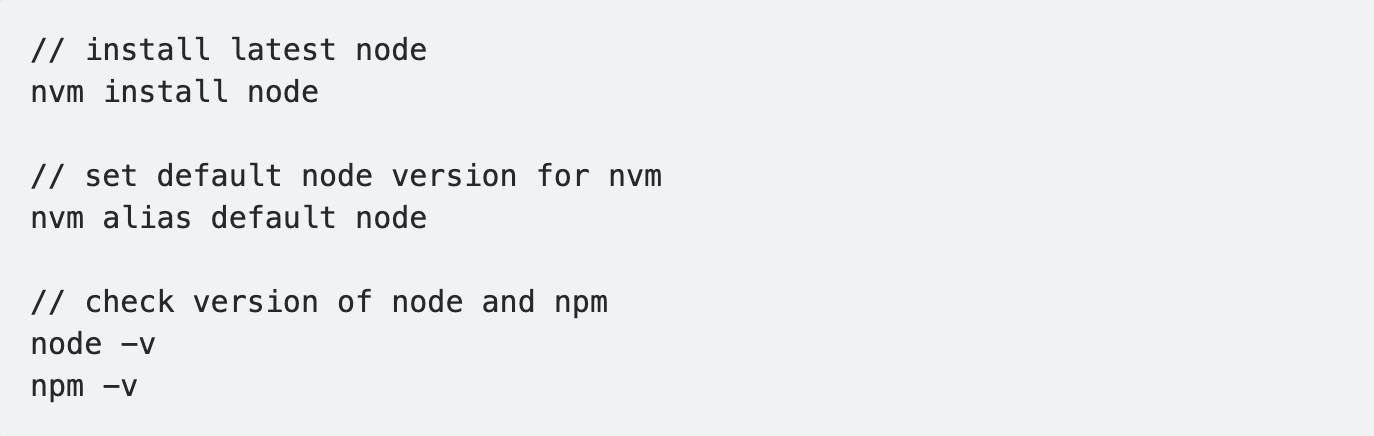 // install latest node
nvm install node
// set default node version for nvm
nvm alias default node
// check version of node and npm
node -v
npm -v